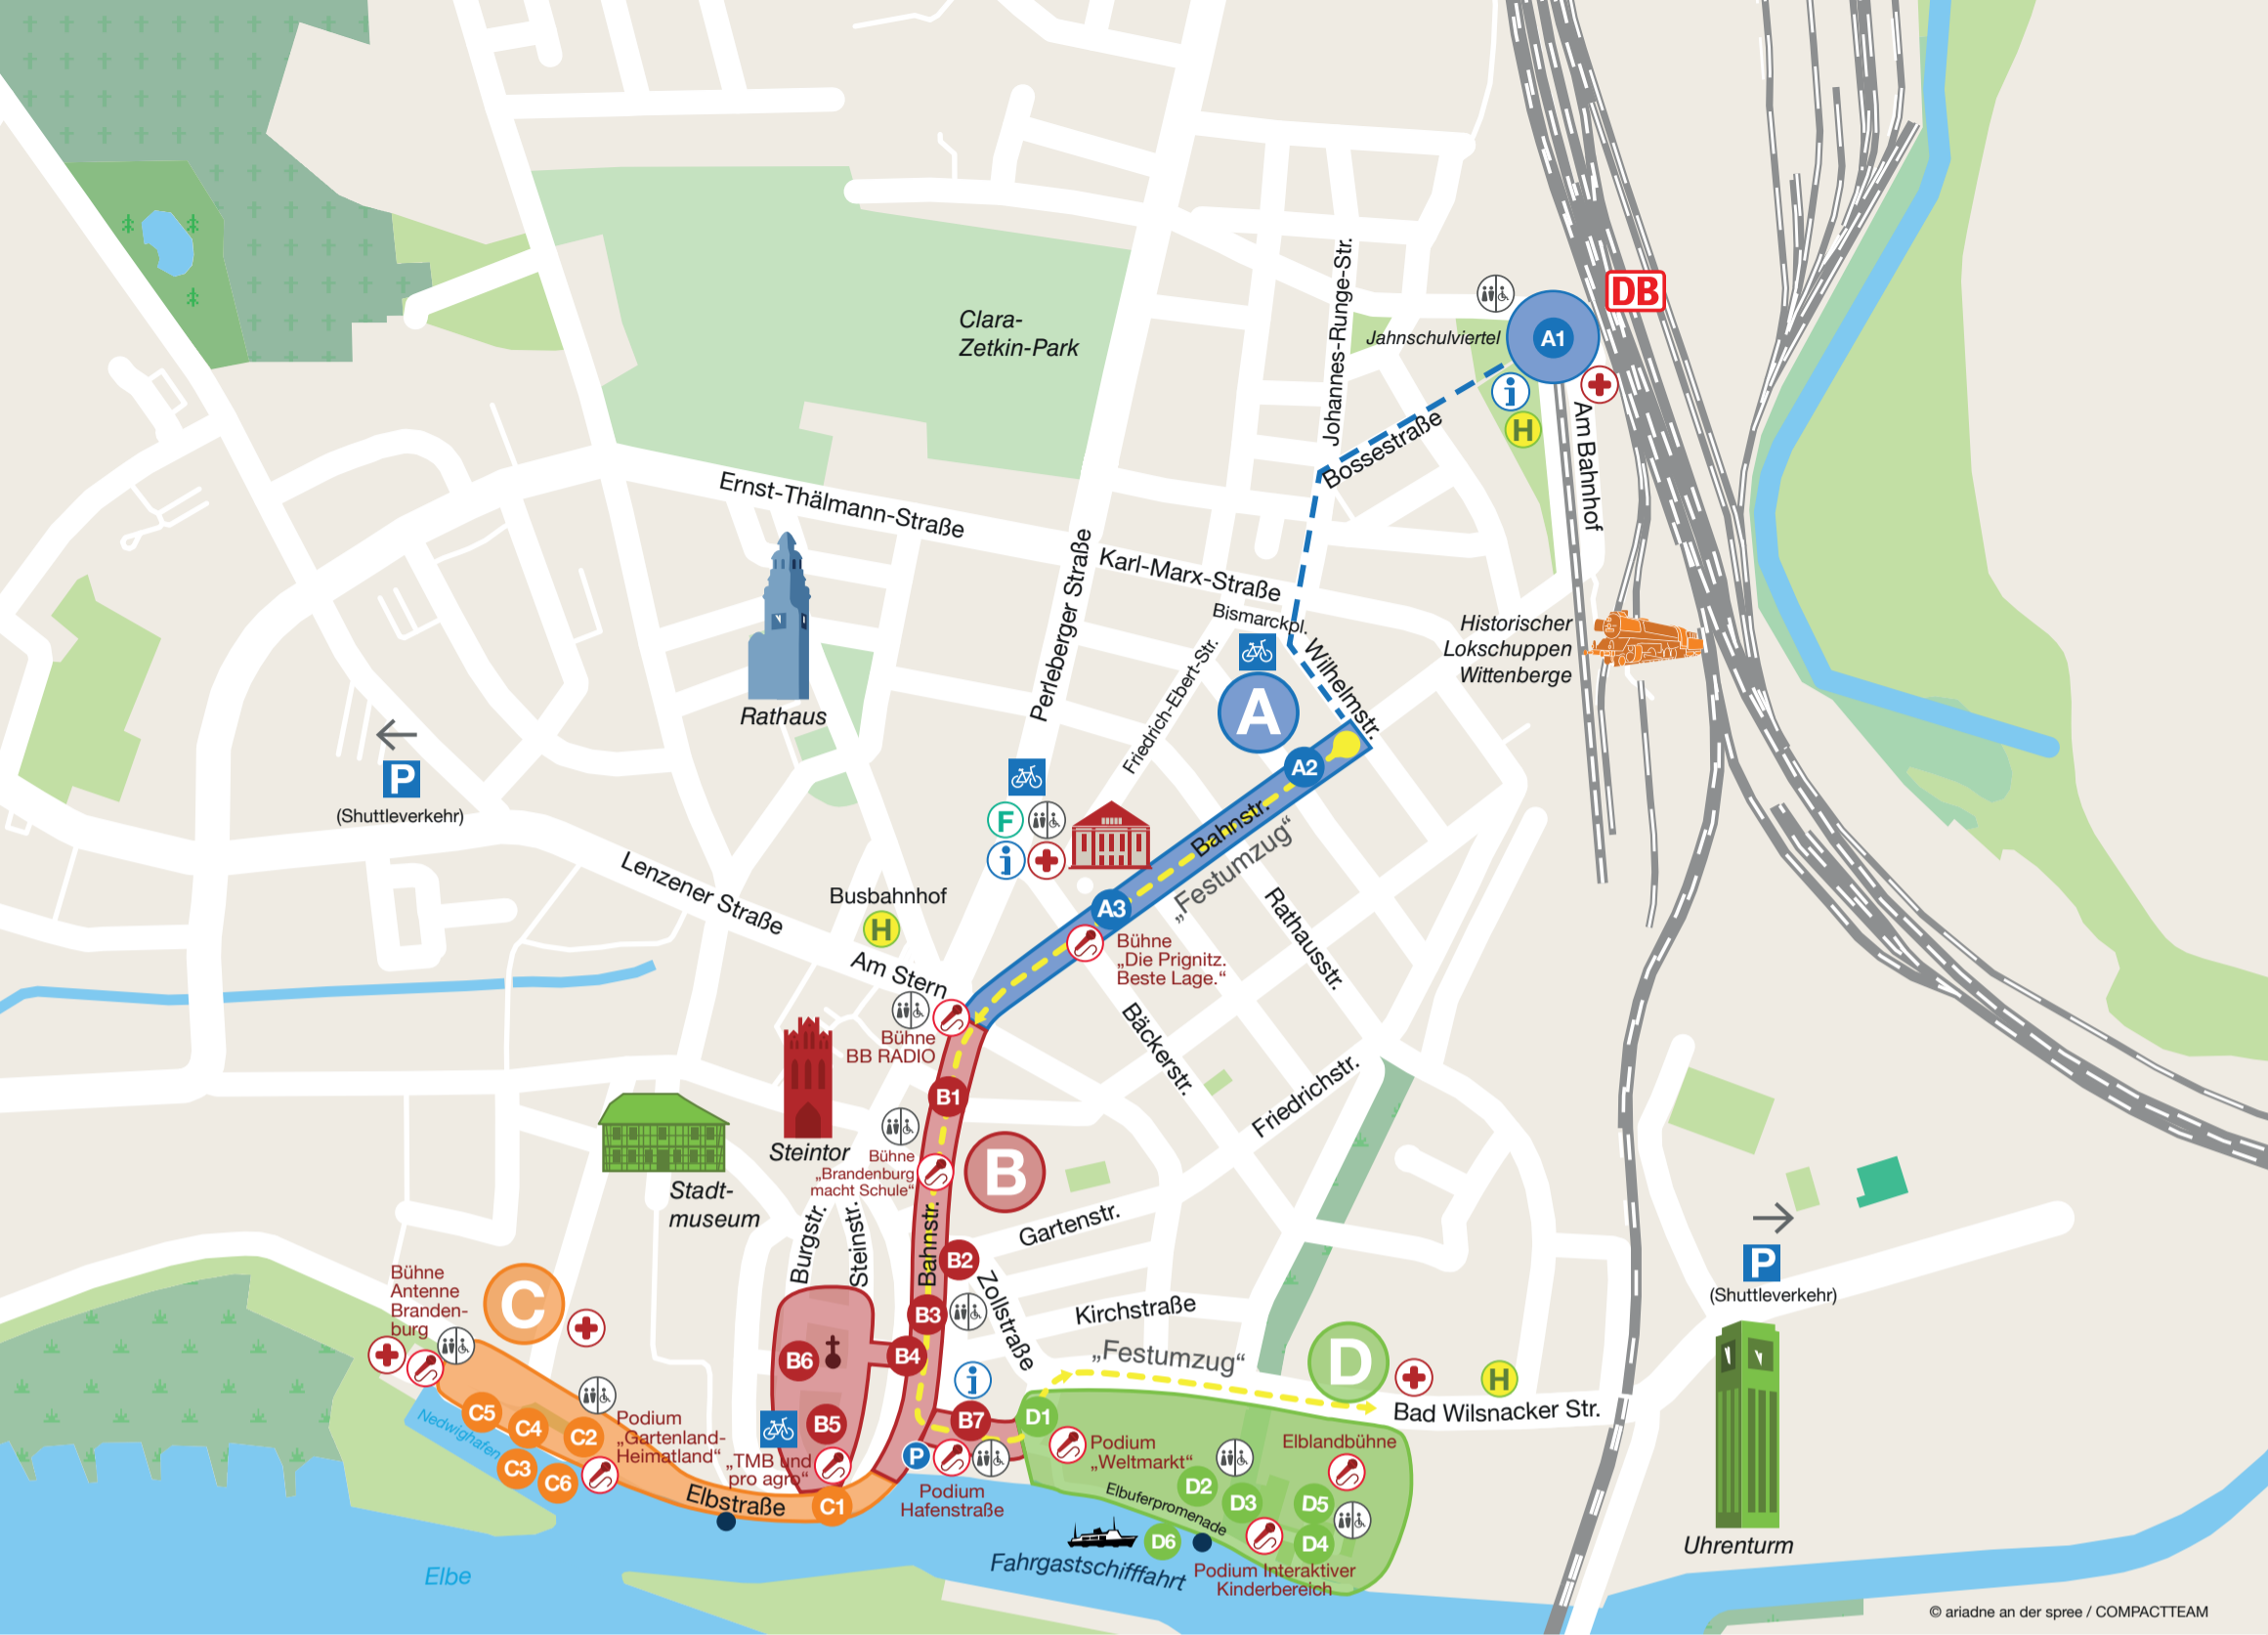 Clara-
Zetkin-Park
Johannes-Runge-Str.
DB
Jahnschulviertel
A1
i
H
Am Bahnhof
Bossestraße
Ernst-Thälmann-Straße
Karl-Marx-Straße
Perleberger Straße
Bismarckpl.
Friedrich-Ebert-Str.
Wilhelmstr.
Historischer
Lokschuppen
Wittenberge
A
Rathaus
P
(Shuttleverkehr)
A2
F
i
Bahnstr.
„Festumzug“
A3
Lenzener Straße
Busbahnhof
H
Am Stern
Bühne
„Die Prignitz.
Beste Lage.“
Rathausstr.
Bäckerstr.
Friedrichstr.
Bühne
BB RADIO
B1
Steintor
Bühne
„Brandenburg
macht Schule“
B
Stadt-
museum
Burgstr.
Steinstr.
Bahnstr.
Gartenstr.
B2
Zollstraße
B3
Kirchstraße
P
(Shuttleverkehr)
Bühne
Antenne
Branden-
burg
C
B6
B4
„Festumzug“
D
H
Bad Wilsnacker Str.
i
B7
D1
B5
C5
C4
C2
C3
C6
Nedwighafen
Podium
„Gartenland-
Heimatland“
„TMB und
pro agro“
P
Podium
„Weltmarkt“
Elblandbühne
Elbstraße
C1
Podium
Hafenstraße
Elbuferpromenade
D2
D3
D5
D4
D6
Fahrgastschifffahrt
Podium Interaktiver
Kinderbereich
Uhrenturm
Elbe
© ariadne an der spree / COMPACTTEAM